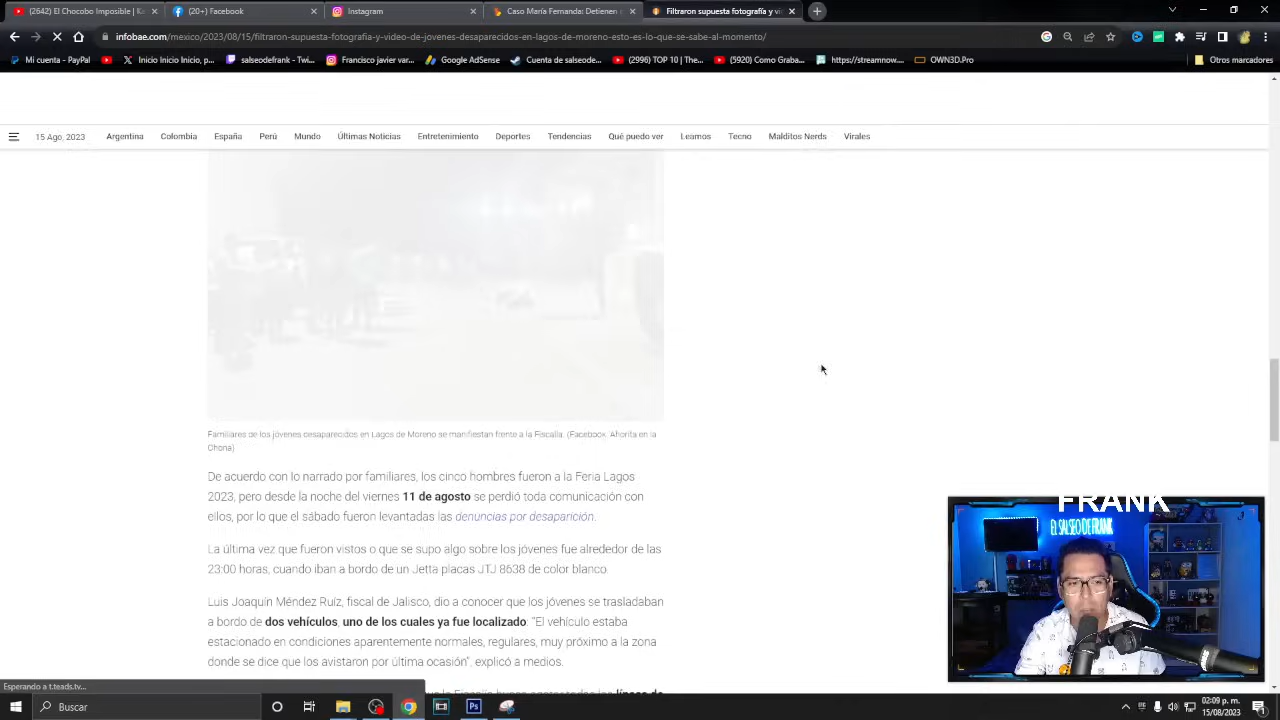 (2642) El Chocobo Imposible | Ka
(20+) Facebook
Instagram
Caso María Fernanda: Detienen a
Filtraron supuesta fotografía y vi
infobae.com/mexico/2023/08/15/filtraron-supuesta-fotografia-y-video-de-jovenes-desaparecidos-en-lagos-de-moreno-esto-es-lo-que-se-sabe-al-momento/
Mi cuenta - PayPal
Inicio Inicio Inicio, p...
salseodefrank - Twi...
Francisco javier var...
Google AdSense
Cuenta de salseode...
(2996) TOP 10 | The...
(5920) Como Graba...
https://streamnow....
OWN3D.Pro
Otros marcadores
15 Ago, 2023
Argentina
Colombia
España
Perú
Mundo
Últimas Noticias
Entretenimiento
Deportes
Tendencias
Qué puedo ver
Leamos
Tecno
Malditos Nerds
Virales
Familiares de los jóvenes desaparecidos en Lagos de Moreno se manifiestan frente a la Fiscalía. (Facebook: Ahorita en la
Chona)
De acuerdo con lo narrado por familiares, los cinco hombres fueron a la Feria Lagos
2023, pero desde la noche del viernes 11 de agosto se perdió toda comunicación con
ellos, por lo que el sábado fueron levantadas las denuncias por desaparición.
La última vez que fueron vistos o que se supo algo sobre los jóvenes fue alrededor de las
23:00 horas, cuando iban a bordo de un Jetta placas JTJ 8638 de color blanco.
Luis Joaquín Méndez Ruíz, fiscal de Jalisco, dio a conocer que los jóvenes se trasladaban
a bordo de dos vehículos, uno de los cuales ya fue localizado: "El vehículo estaba
estacionado en condiciones aparentemente normales, regulares, muy próximo a la zona
donde se dice que los avistaron por última ocasión", explicó a medios.
FRANK
EL SALSEO DE FRANK
Esperando a t.teads.tv...
Buscar
02:09 p. m.
15/08/2023